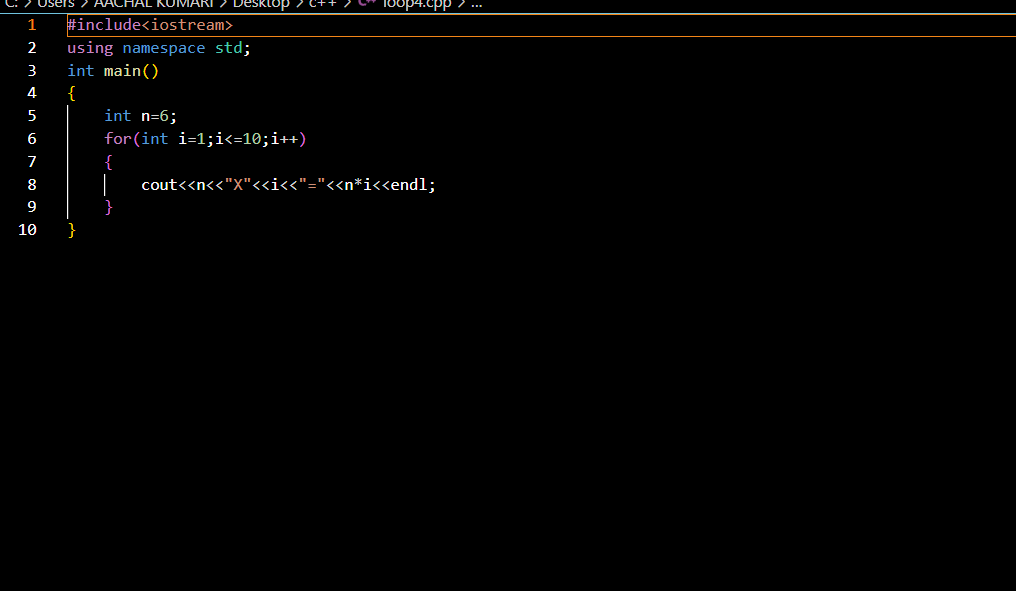 C: > Users > AACHAL KUMARI > Desktop > c++ > C++ loop4.cpp > ...
1 #include<iostream>
2 using namespace std;
3 int main()
4 {
5     int n=6;
6     for(int i=1;i<=10;i++)
7     {
8         cout<<n<<"X"<<i<<"="<<n*i<<endl;
9     }
10 }